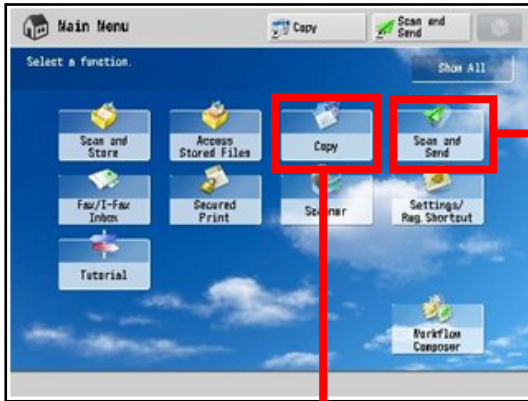 Main Menu
Copy
Scan and
Send
Select a function.
Show All
Scan and
Store
Access
Stored Files
Copy
Scan and
Send
Fax/I-Fax
Inbox
Secured
Print
Scanner
Settings/
Reg. Shortcut
Tutorial
Workflow
Composer